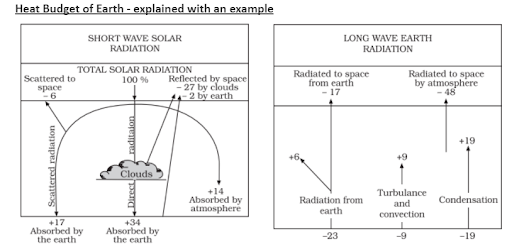 Heat Budget of Earth - explained with an example
SHORT WAVE SOLAR
RADIATION
TOTAL SOLAR RADIATION
Scattered to
space
– 6
100 %
Reflected by space
– 27 by clouds
– 2 by earth
Scattered radiation
Direct radiaiton
Clouds
+14
Absorbed by
atmosphere
+17
Absorbed by
the earth
+34
Absorbed by
the earth
LONG WAVE EARTH
RADIATION
Radiated to space
from earth
– 17
Radiated to space
by atmosphere
– 48
+6
+9
+19
Radiation from
earth
Turbulance
and
convection
Condensation
–23
–9
–19